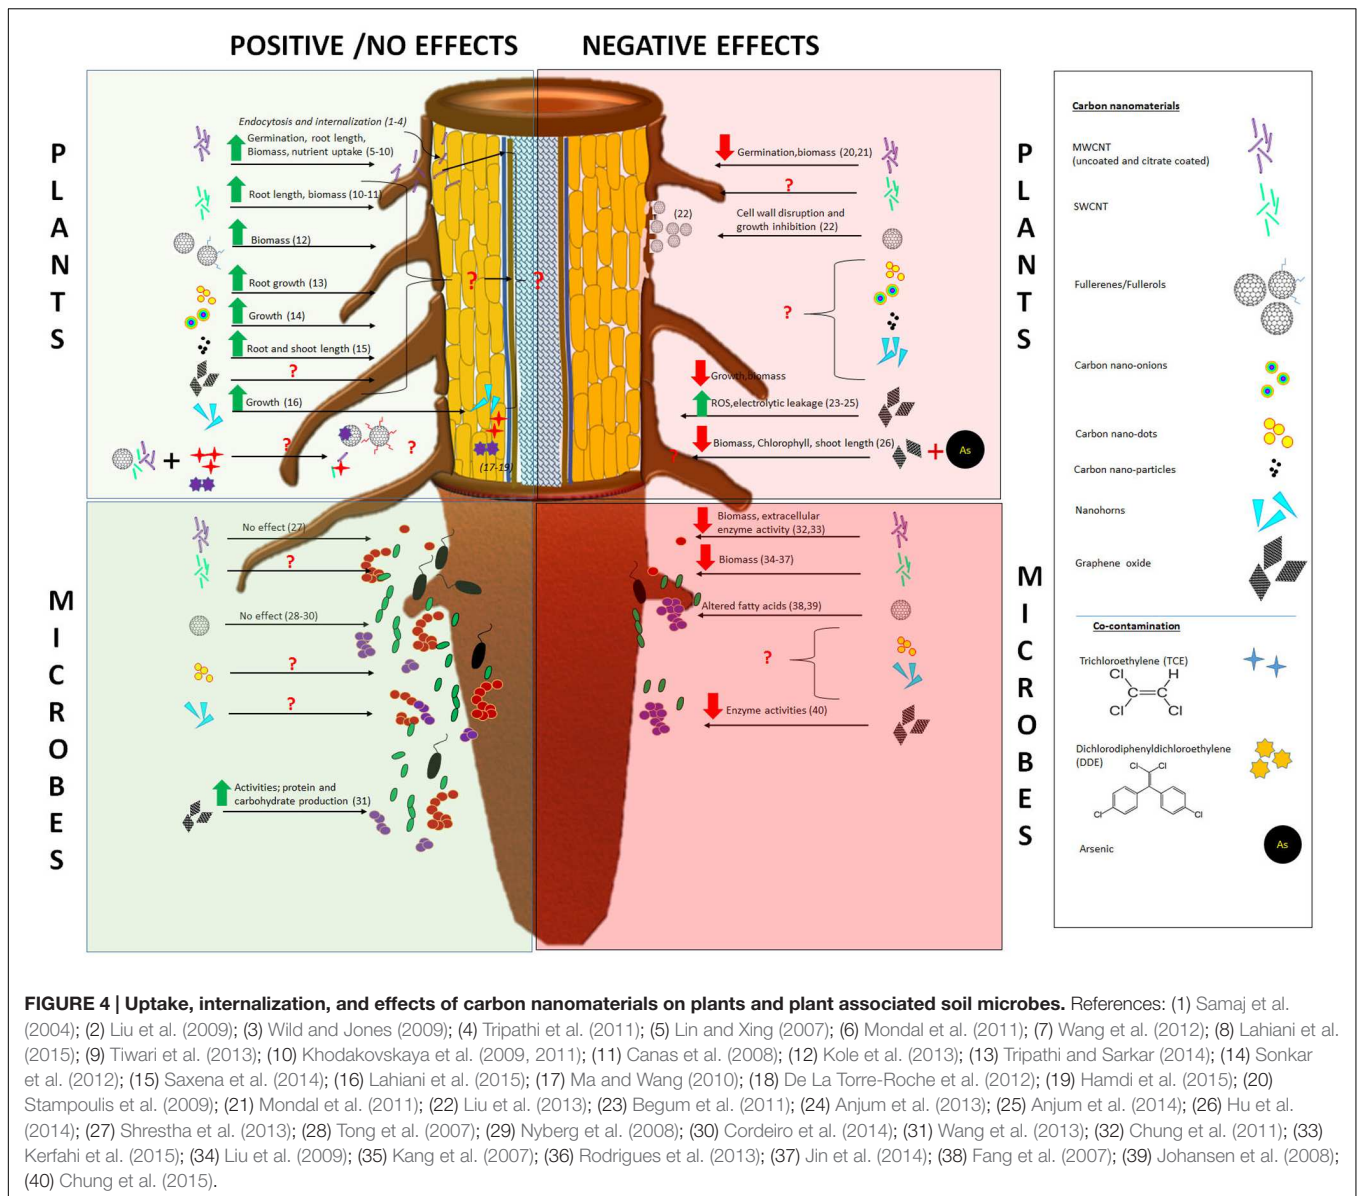 POSITIVE /NO EFFECTS
NEGATIVE EFFECTS
PLANTS
Endocytosis and internalization (1-4)
Germination, root length,
Biomass, nutrient uptake (5-10)
Root length, biomass (10-11)
Biomass (12)
Root growth (13)
Growth (14)
Root and shoot length (15)
?
Growth (16)
+
?
?
(17-19)
?
?
Germination,biomass (20,21)
?
(22)
Cell wall disruption and
growth inhibition (22)
?
Growth,biomass
ROS,electrolytic leakage (23-25)
Biomass, Chlorophyll, shoot length (26)
?
+
As
PLANTS
MICROBES
No effect (27)
?
No effect (28-30)
?
?
Activities; protein and
carbohydrate production (31)
Biomass, extracellular
enzyme activity (32,33)
Biomass (34-37)
Altered fatty acids (38,39)
?
Enzyme activities (40)
MICROBES
Carbon nanomaterials
MWCNT
(uncoated and citrate coated)
SWCNT
Fullerenes/Fullerols
Carbon nano-onions
Carbon nano-dots
Carbon nano-particles
Nanohorns
Graphene oxide
Co-contamination
Trichloroethylene (TCE)
Cl H
C C
Cl Cl
Dichlorodiphenyldichloroethylene
(DDE)
Cl Cl
Cl Cl
Arsenic
As
FIGURE 4 | Uptake, internalization, and effects of carbon nanomaterials on plants and plant associated soil microbes. References: (1) Samaj et al.
(2004); (2) Liu et al. (2009); (3) Wild and Jones (2009); (4) Tripathi et al. (2011); (5) Lin and Xing (2007); (6) Mondal et al. (2011); (7) Wang et al. (2012); (8) Lahiani et al.
(2015); (9) Tiwari et al. (2013); (10) Khodakovskaya et al. (2009, 2011); (11) Canas et al. (2008); (12) Kole et al. (2013); (13) Tripathi and Sarkar (2014); (14) Sonkar
et al. (2012); (15) Saxena et al. (2014); (16) Lahiani et al. (2015); (17) Ma and Wang (2010); (18) De La Torre-Roche et al. (2012); (19) Hamdi et al. (2015); (20)
Stampoulis et al. (2009); (21) Mondal et al. (2011); (22) Liu et al. (2013); (23) Begum et al. (2011); (24) Anjum et al. (2013); (25) Anjum et al. (2014); (26) Hu et al.
(2014); (27) Shrestha et al. (2013); (28) Tong et al. (2007); (29) Nyberg et al. (2008); (30) Cordeiro et al. (2014); (31) Wang et al. (2013); (32) Chung et al. (2011); (33)
Kerfahi et al. (2015); (34) Liu et al. (2009); (35) Kang et al. (2007); (36) Rodrigues et al. (2013); (37) Jin et al. (2014); (38) Fang et al. (2007); (39) Johansen et al. (2008);
(40) Chung et al. (2015).